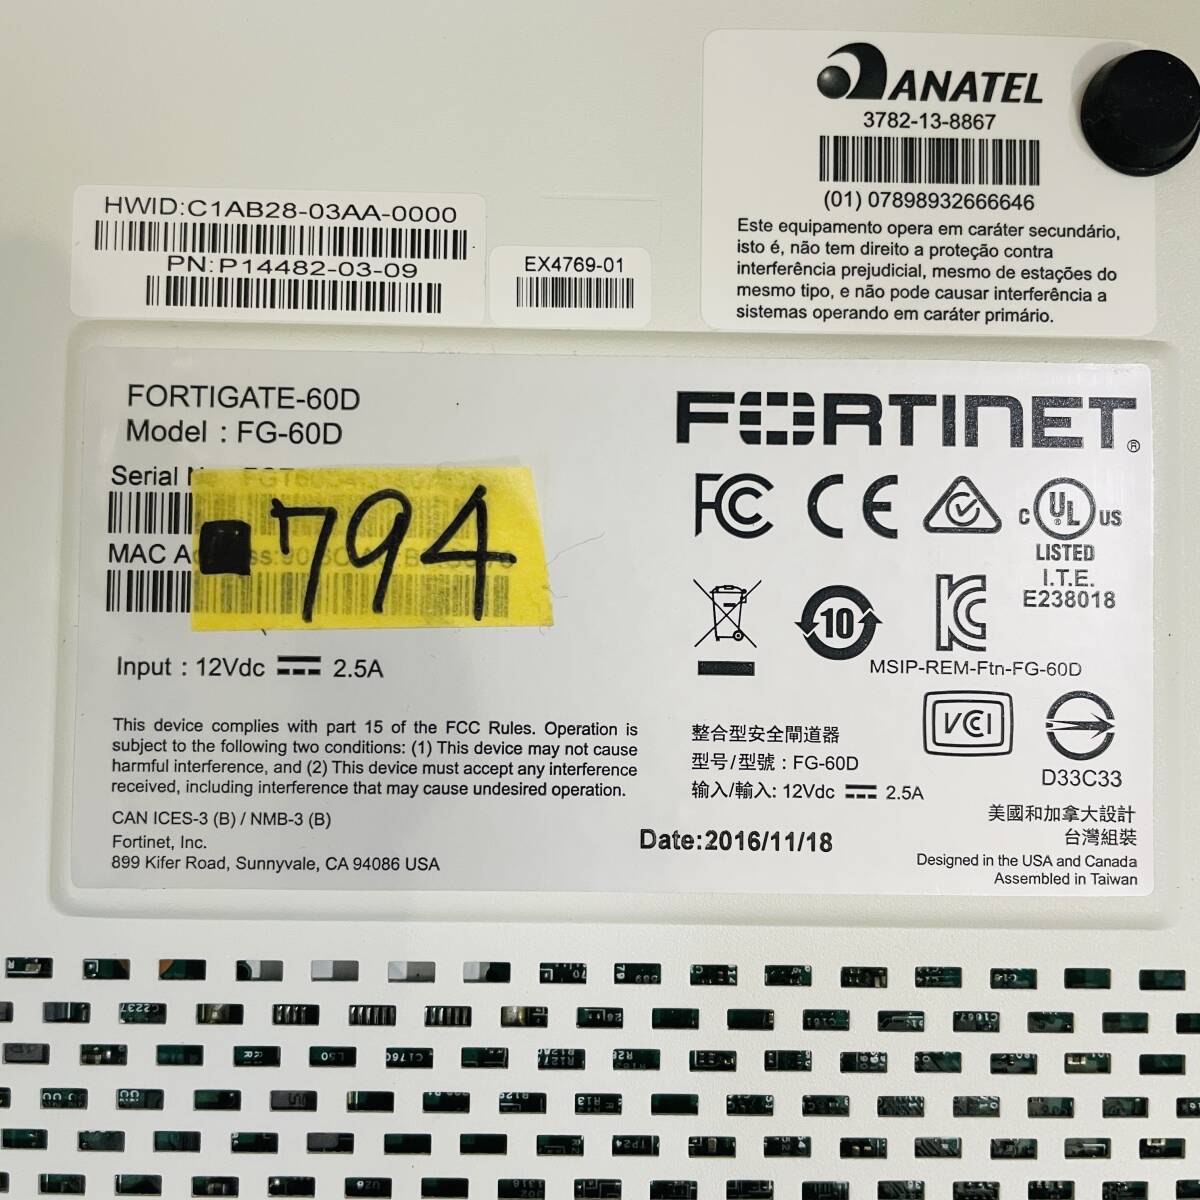 ANATEL
3782-13-8867
(01) 07898932666646
Este equipamento opera em caráter secundário,
isto é, não tem direito a proteção contra
interferência prejudicial, mesmo de estações do
mesmo tipo, e não pode causar interferência a
sistemas operando em caráter primário.
HWID:C1AB28-03AA-0000
PN:P14482-03-09
EX4769-01
FORTIGATE-60D
Model : FG-60D
Serial
MAC
■794
Input : 12Vdc 2.5A
This device complies with part 15 of the FCC Rules. Operation is
subject to the following two conditions: (1) This device may not cause
harmful interference, and (2) This device must accept any interference
received, including interference that may cause undesired operation.
CAN ICES-3 (B) / NMB-3 (B)
Fortinet, Inc.
899 Kifer Road, Sunnyvale, CA 94086 USA
FORTINET®
FC CE
C UL US
LISTED
I.T.E.
E238018
10
MSIP-REM-Ftn-FG-60D
VCCI
D33C33
整合型安全閘道器
型号/型號 : FG-60D
输入/輸入: 12Vdc 2.5A
Date:2016/11/18
美國和加拿大設計
台灣組裝
Designed in the USA and Canada
Assembled in Taiwan